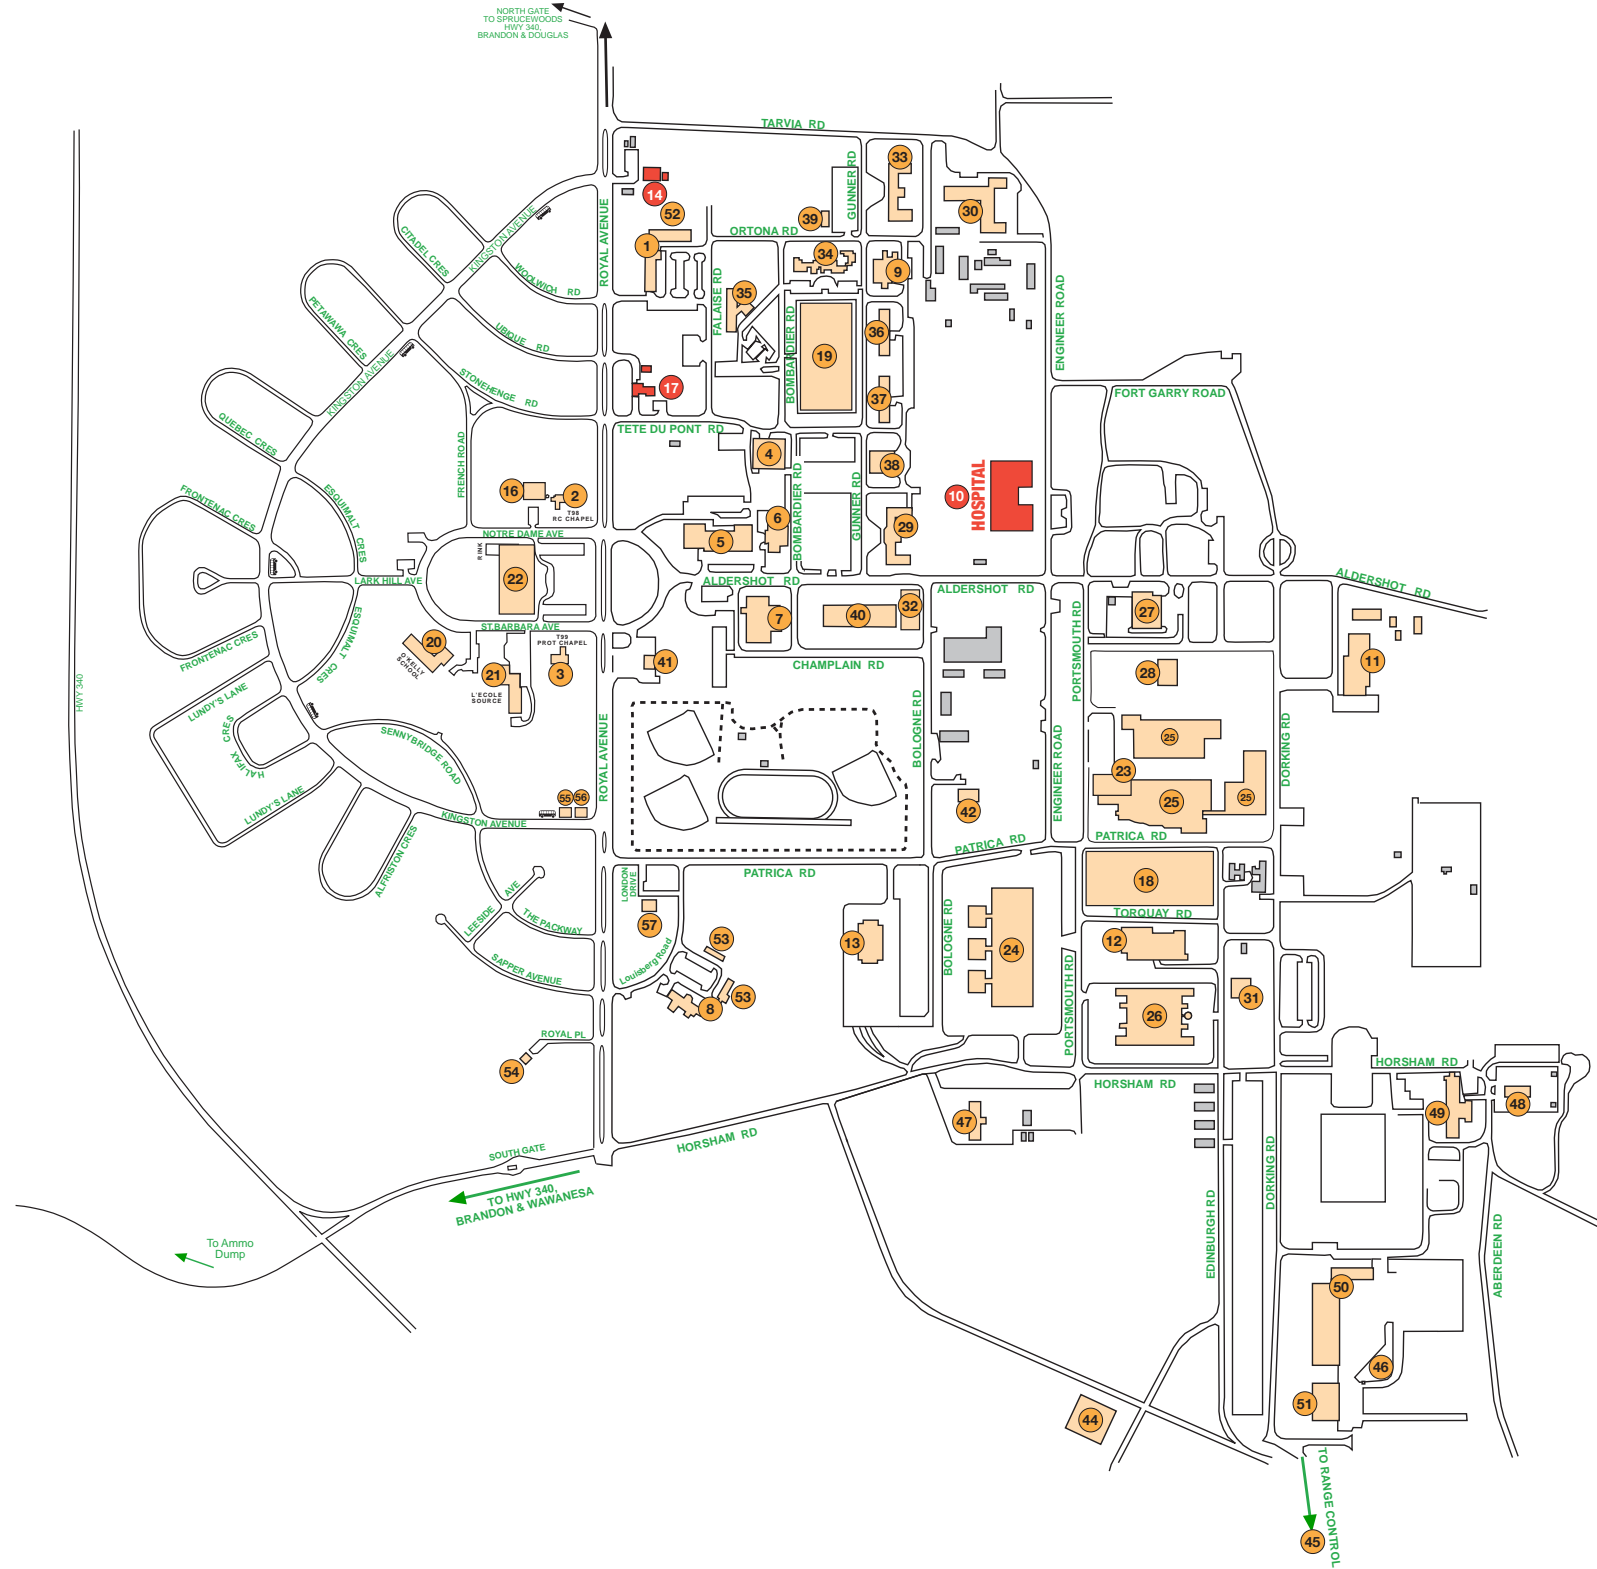 NORTH GATE
TO SPRUCEWOODS
HWY 340,
BRANDON & DOUGLAS
TARVIA RD
33
GUNNER RD
14
30
52
39
KINGSTON AVENUE
CITADEL CRES
ROYAL AVENUE
ORTONA RD
1
34
9
WOOLWICH RD
FALAISE RD
35
PETAWAWA CRES
BOMBARDIER RD
36
ENGINEER ROAD
UBIQUE RD
19
KINGSTON AVENUE
STONEHENGE RD
17
37
FORT GARRY ROAD
QUEBEC CRES
TETE DU PONT RD
FRENCH ROAD
4
38
16
2
T98
RC CHAPEL
10
HOSPITAL
FRONTENAC CRES
ESQUIMALT CRES
BOMBARDIER RD
GUNNER RD
6
29
5
NOTRE DAME AVE
RINK
22
LARK HILL AVE
ALDERSHOT RD
ALDERSHOT RD
ALDERSHOT RD
32
40
7
27
PORTSMOUTH RD
ST.BARBARA AVE
ESQUIMALT CRES
20
O'KELLY
SCHOOL
T99
PROT CHAPEL
3
21
L'ECOLE
SOURCE
41
CHAMPLAIN RD
28
11
FRONTENAC CRES
HWY 340
LUNDY'S LANE
HALIFAX CRES
LUNDY'S LANE
SENNYBRIDGE ROAD
ROYAL AVENUE
BOLOGNE RD
ENGINEER ROAD
25
DORKING RD
23
25
25
55
56
42
KINGSTON AVENUE
PATRICA RD
PATRICA RD
PATRICA RD
ALFRISTON CRES
LONDON
DRIVE
18
LEESIDE AVE
THE PACKWAY
57
BOLOGNE RD
TORQUAY RD
53
13
24
12
SAPPER AVENUE
Louisberg Road
PORTSMOUTH RD
53
31
8
26
ROYAL PL
54
HORSHAM RD
HORSHAM RD
47
49
48
HORSHAM RD
SOUTH GATE
TO HWY 340,
BRANDON & WAWANESA
EDINBURGH RD
DORKING RD
ABERDEEN RD
To Ammo
Dump
50
46
51
44
TO RANGE CONTROL
45